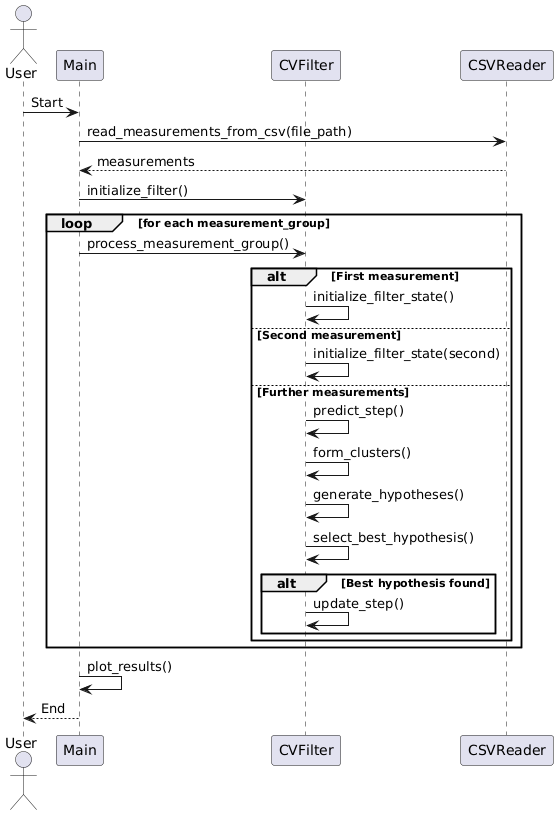 User
Main
CVFilter
CSVReader
Start
read_measurements_from_csv(file_path)
measurements
initialize_filter()
loop [for each measurement_group]
process_measurement_group()
alt [First measurement]
initialize_filter_state()
[Second measurement]
initialize_filter_state(second)
[Further measurements]
predict_step()
form_clusters()
generate_hypotheses()
select_best_hypothesis()
alt [Best hypothesis found]
update_step()
plot_results()
End
User
Main
CVFilter
CSVReader